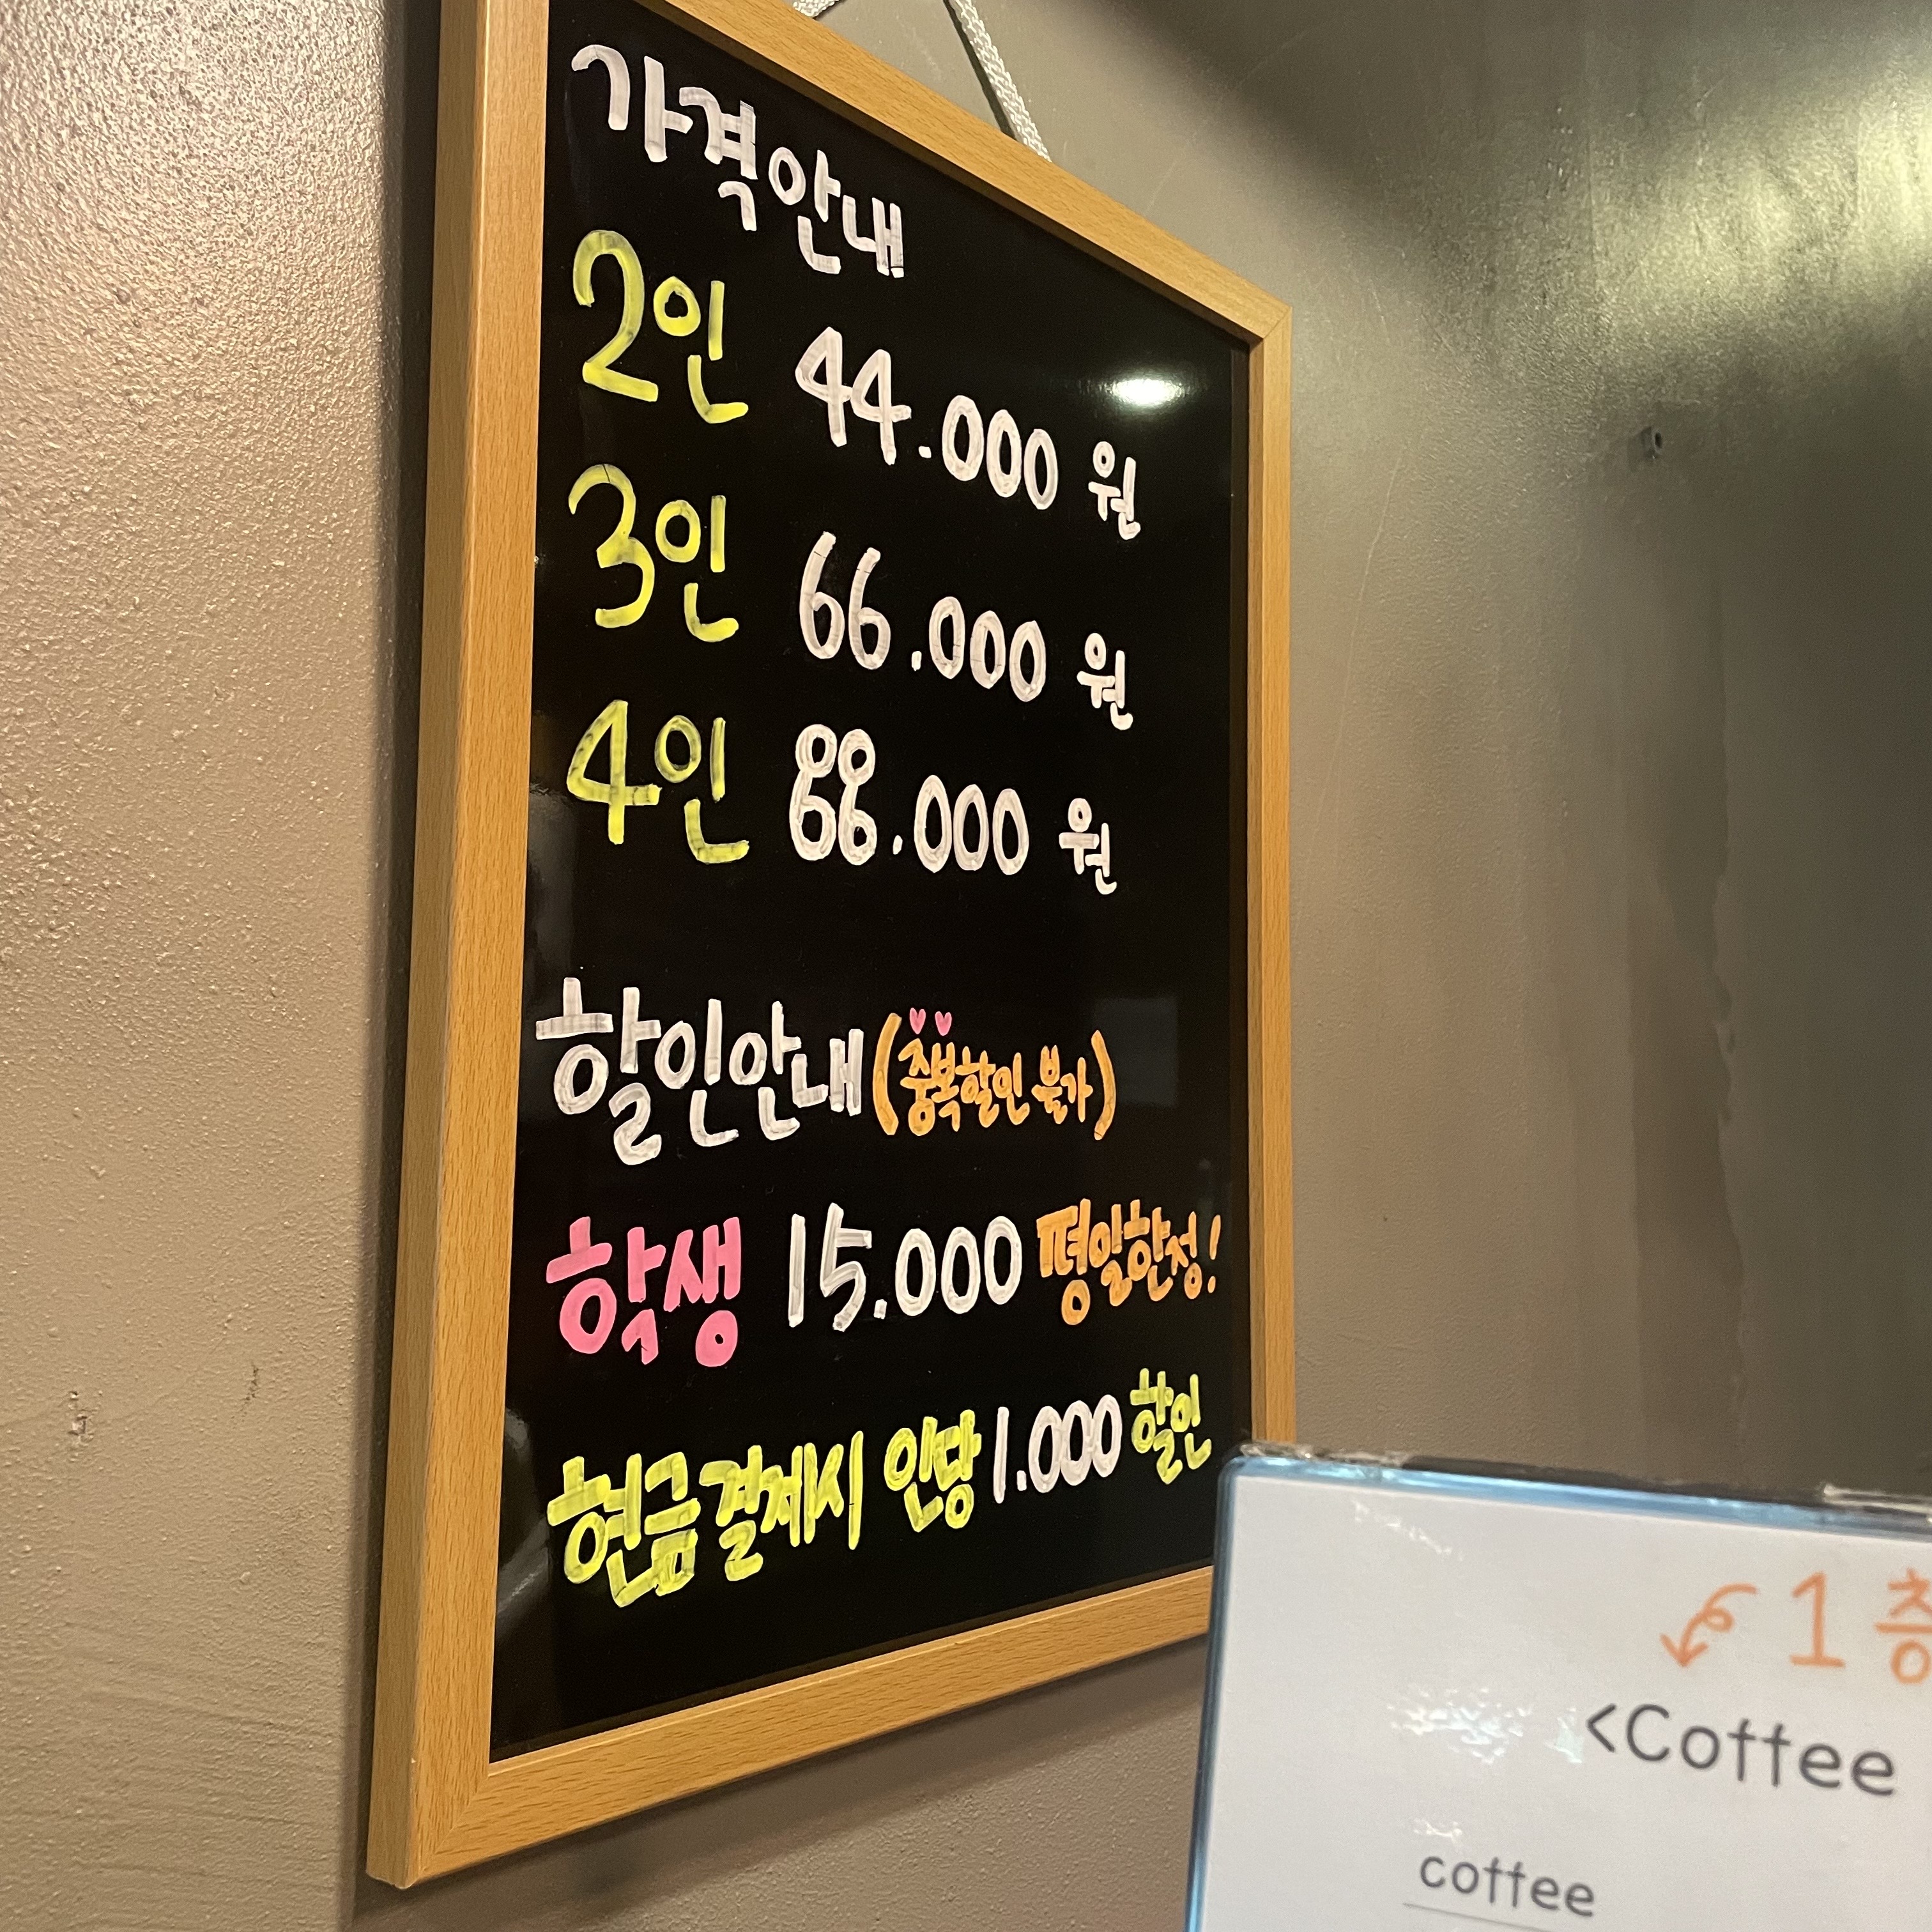 가격안내
2인 44.000 원
3인 66.000 원
4인 88.000 원
할인안내 (중복할인 불가)
학생 15.000 평일한정!
현금결제시 인당 1.000 할인
1층
<Coffee
coffee